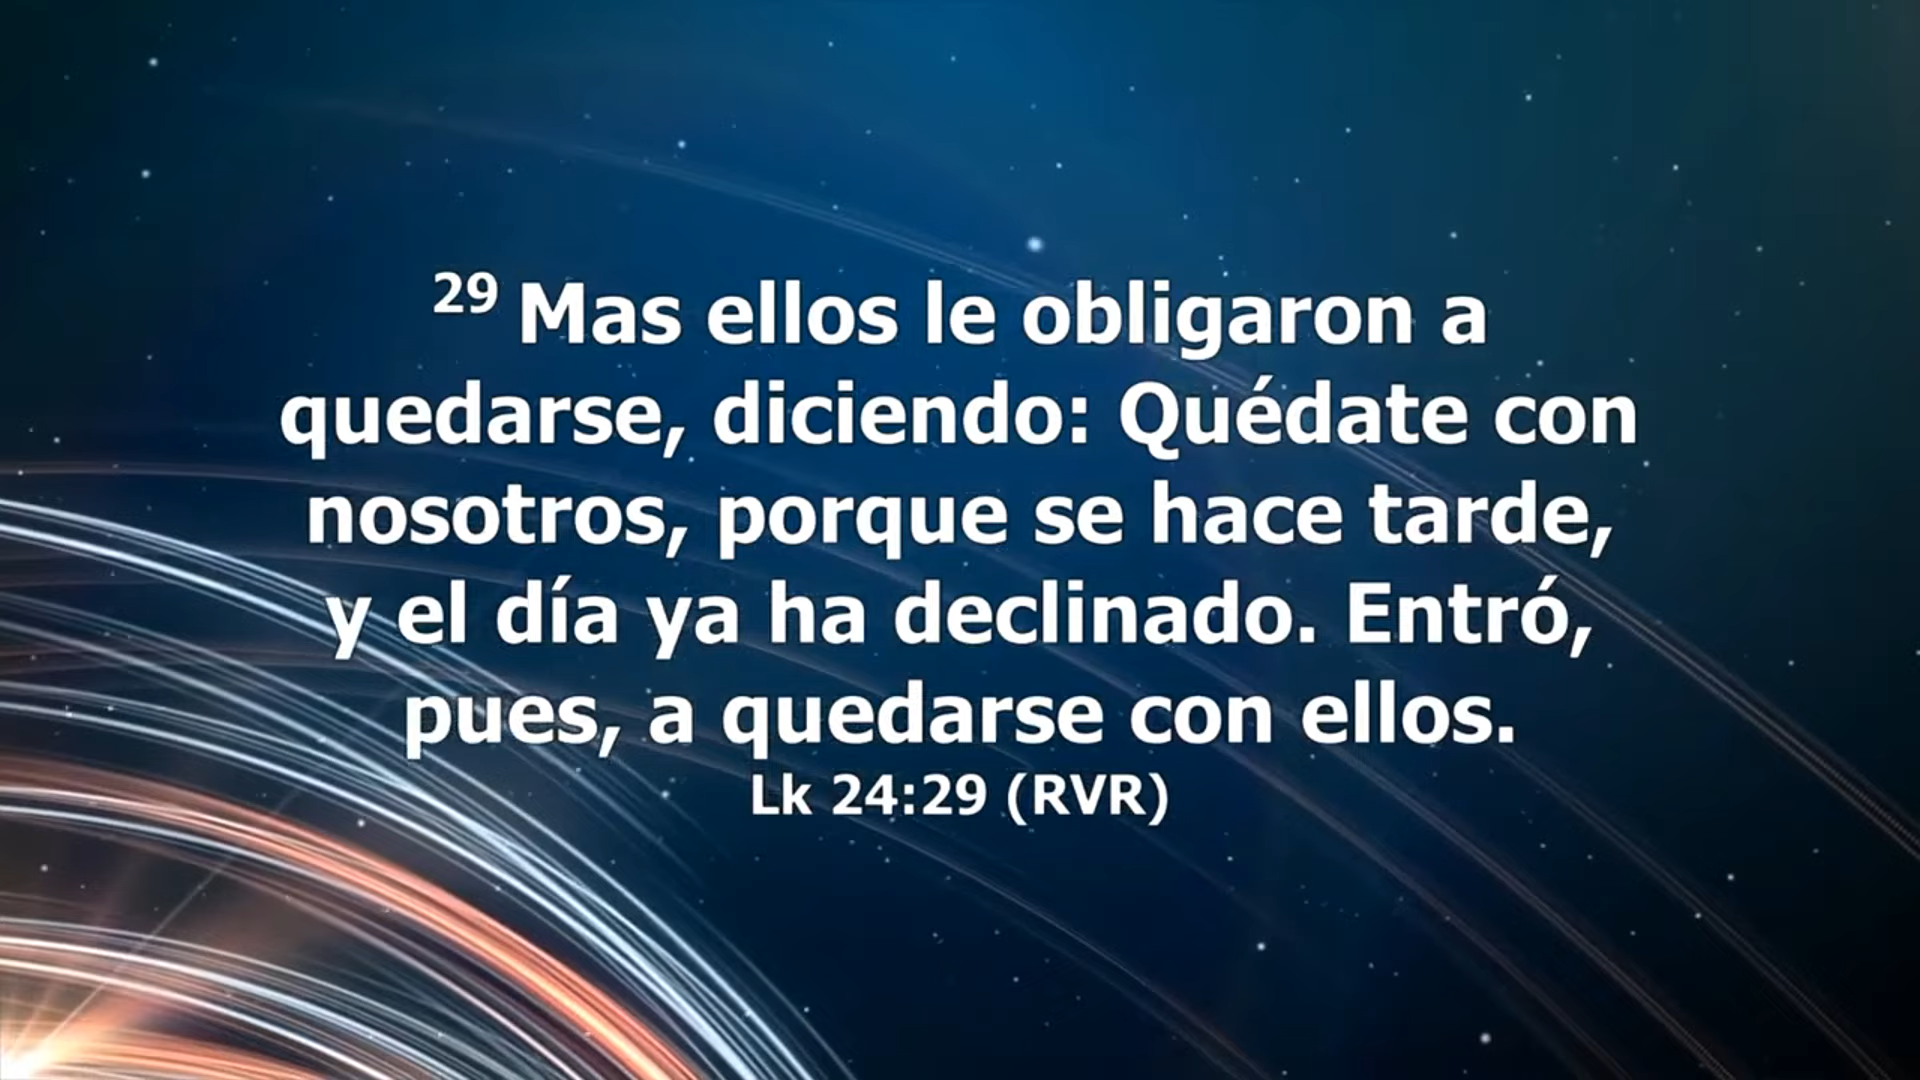 29 Mas ellos le obligaron a
quedarse, diciendo: Quédate con
nosotros, porque se hace tarde,
y el día ya ha declinado. Entró,
pues, a quedarse con ellos.
Lk 24:29 (RVR)